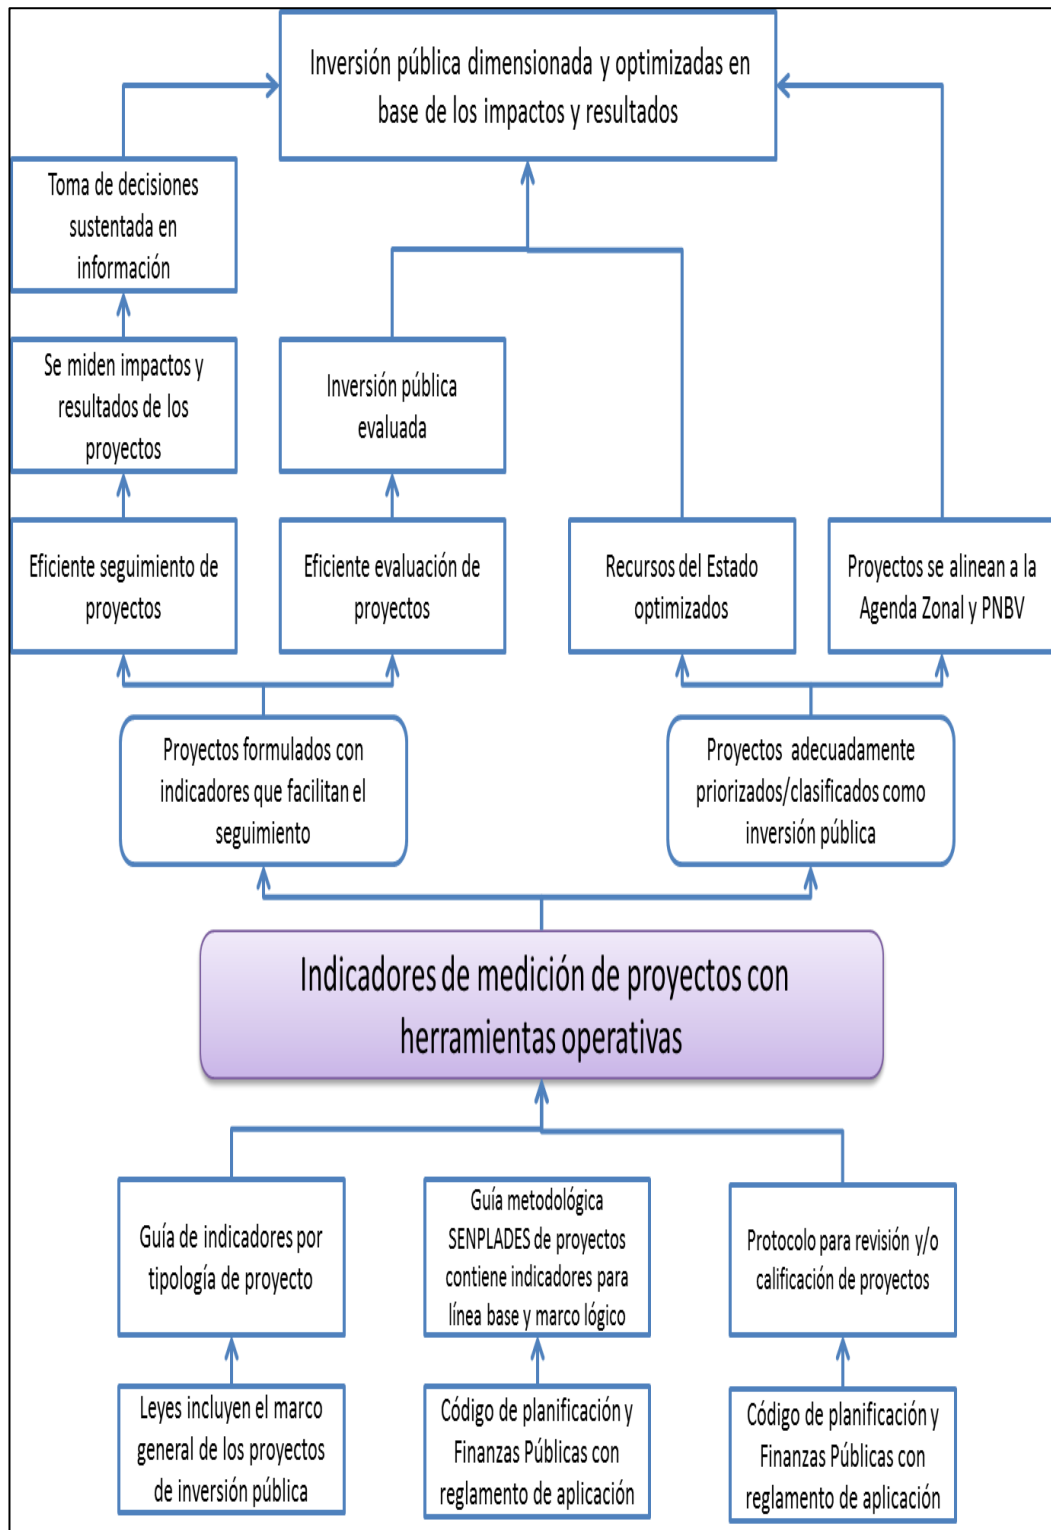 Inversión pública dimensionada y optimizadas en
base de los impactos y resultados
Toma de decisiones
sustentada en
información
Se miden impactos y
resultados de los
proyectos
Inversión pública
evaluada
Eficiente seguimiento de
proyectos
Eficiente evaluación de
proyectos
Recursos del Estado
optimizados
Proyectos se alinean a la
Agenda Zonal y PNBV
Proyectos formulados con
indicadores que facilitan el
seguimiento
Proyectos adecuadamente
priorizados/clasificados como
inversión pública
Indicadores de medición de proyectos con
herramientas operativas
Guía de indicadores por
tipología de proyecto
Guía metodológica
SENPLADES de proyectos
contiene indicadores para
línea base y marco lógico
Protocolo para revisión y/o
calificación de proyectos
Leyes incluyen el marco
general de los proyectos
de inversión pública
Código de planificación y
Finanzas Públicas con
reglamento de aplicación
Código de planificación y
Finanzas Públicas con
reglamento de aplicación